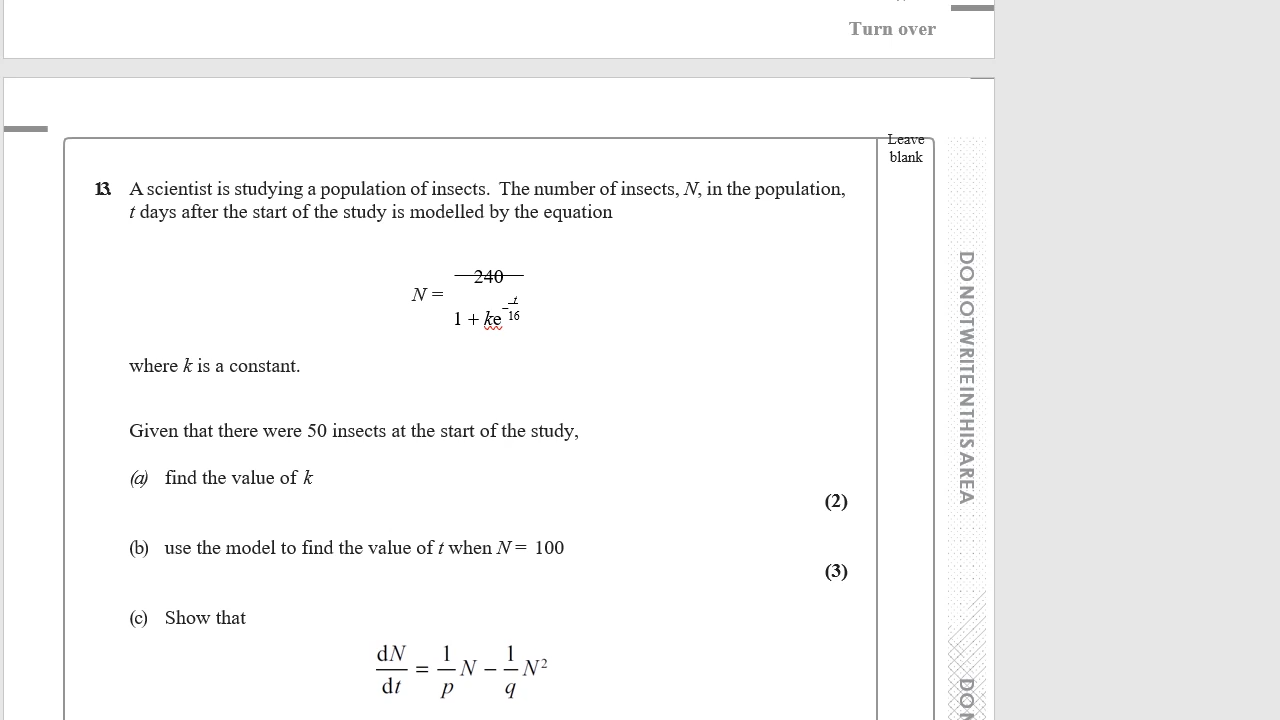 Turn over
Leave
blank
13 A scientist is studying a population of insects. The number of insects, N, in the population,
t days after the start of the study is modelled by the equation
N = 240 / 1 + ke^−t/16
where k is a constant.
Given that there were 50 insects at the start of the study,
(a) find the value of k
(2)
(b) use the model to find the value of t when N = 100
(3)
(c) Show that
dN/dt = 1/p N − 1/q N²
DO NOT WRITE IN THIS AREA
DO N